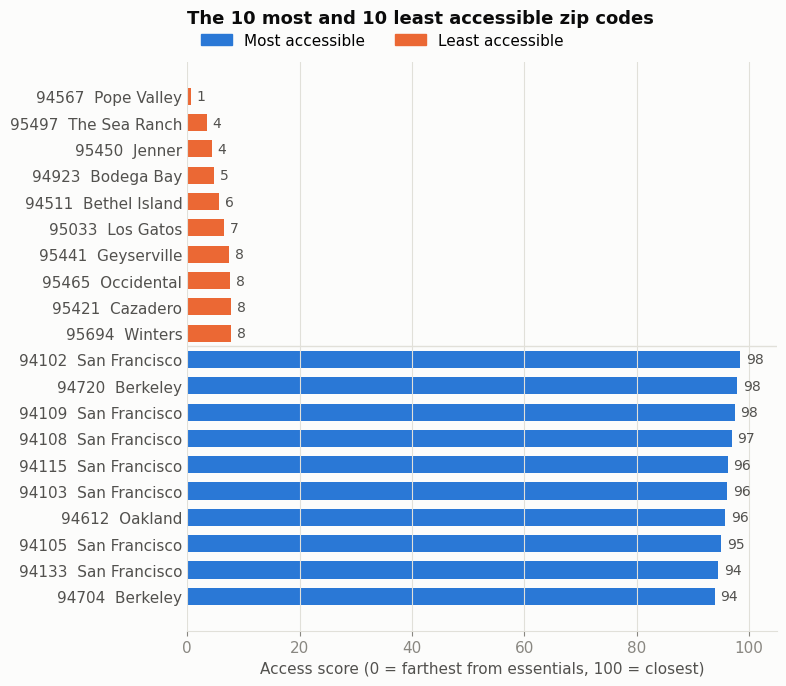 The 10 most and 10 least accessible zip codes
Most accessible Least accessible
94567 Pope Valley 1
95497 The Sea Ranch 4
95450 Jenner 4
94923 Bodega Bay 5
94511 Bethel Island 6
95033 Los Gatos 7
95441 Geyserville 8
95465 Occidental 8
95421 Cazadero 8
95694 Winters 8
94102 San Francisco 98
94720 Berkeley 98
94109 San Francisco 98
94108 San Francisco 97
94115 San Francisco 96
94103 San Francisco 96
94612 Oakland 96
94105 San Francisco 95
94133 San Francisco 94
94704 Berkeley 94
0 20 40 60 80 100
Access score (0 = farthest from essentials, 100 = closest)